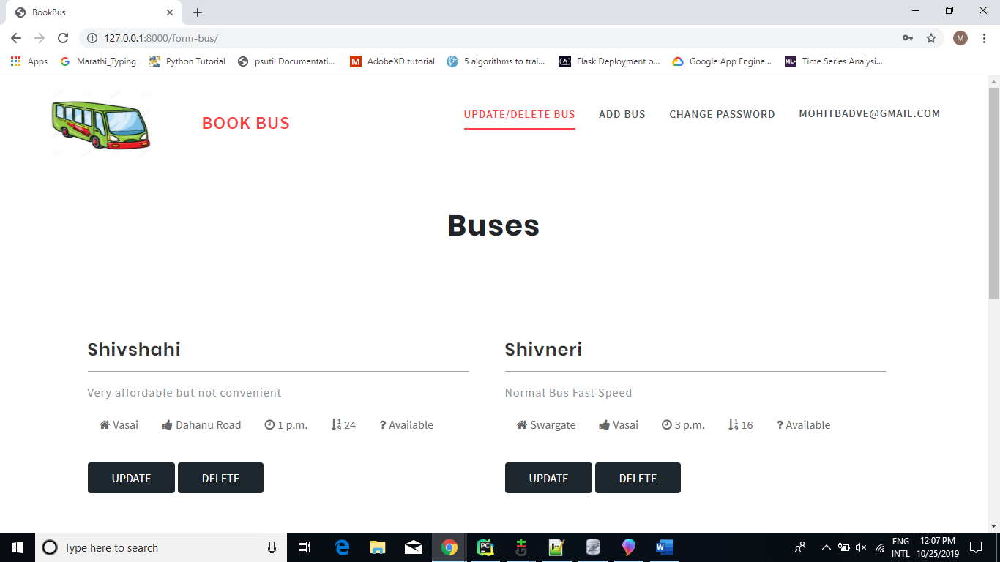 BookBus
127.0.0.1:8000/form-bus/
M
Apps
Marathi_Typing
Python Tutorial
psutil Documentati...
M AdobeXD tutorial
5 algorithms to trai...
Flask Deployment o...
Google App Engine...
ML• Time Series Analysi...
BOOK BUS
UPDATE/DELETE BUS
ADD BUS
CHANGE PASSWORD
MOHITBADVE@GMAIL.COM
Buses
Shivshahi
Very affordable but not convenient
Vasai Dahanu Road 1 p.m. 24 ? Available
UPDATE DELETE
Shivneri
Normal Bus Fast Speed
Swargate Vasai 3 p.m. 16 ? Available
UPDATE DELETE
Type here to search
ENG
INTL
12:07 PM
10/25/2019